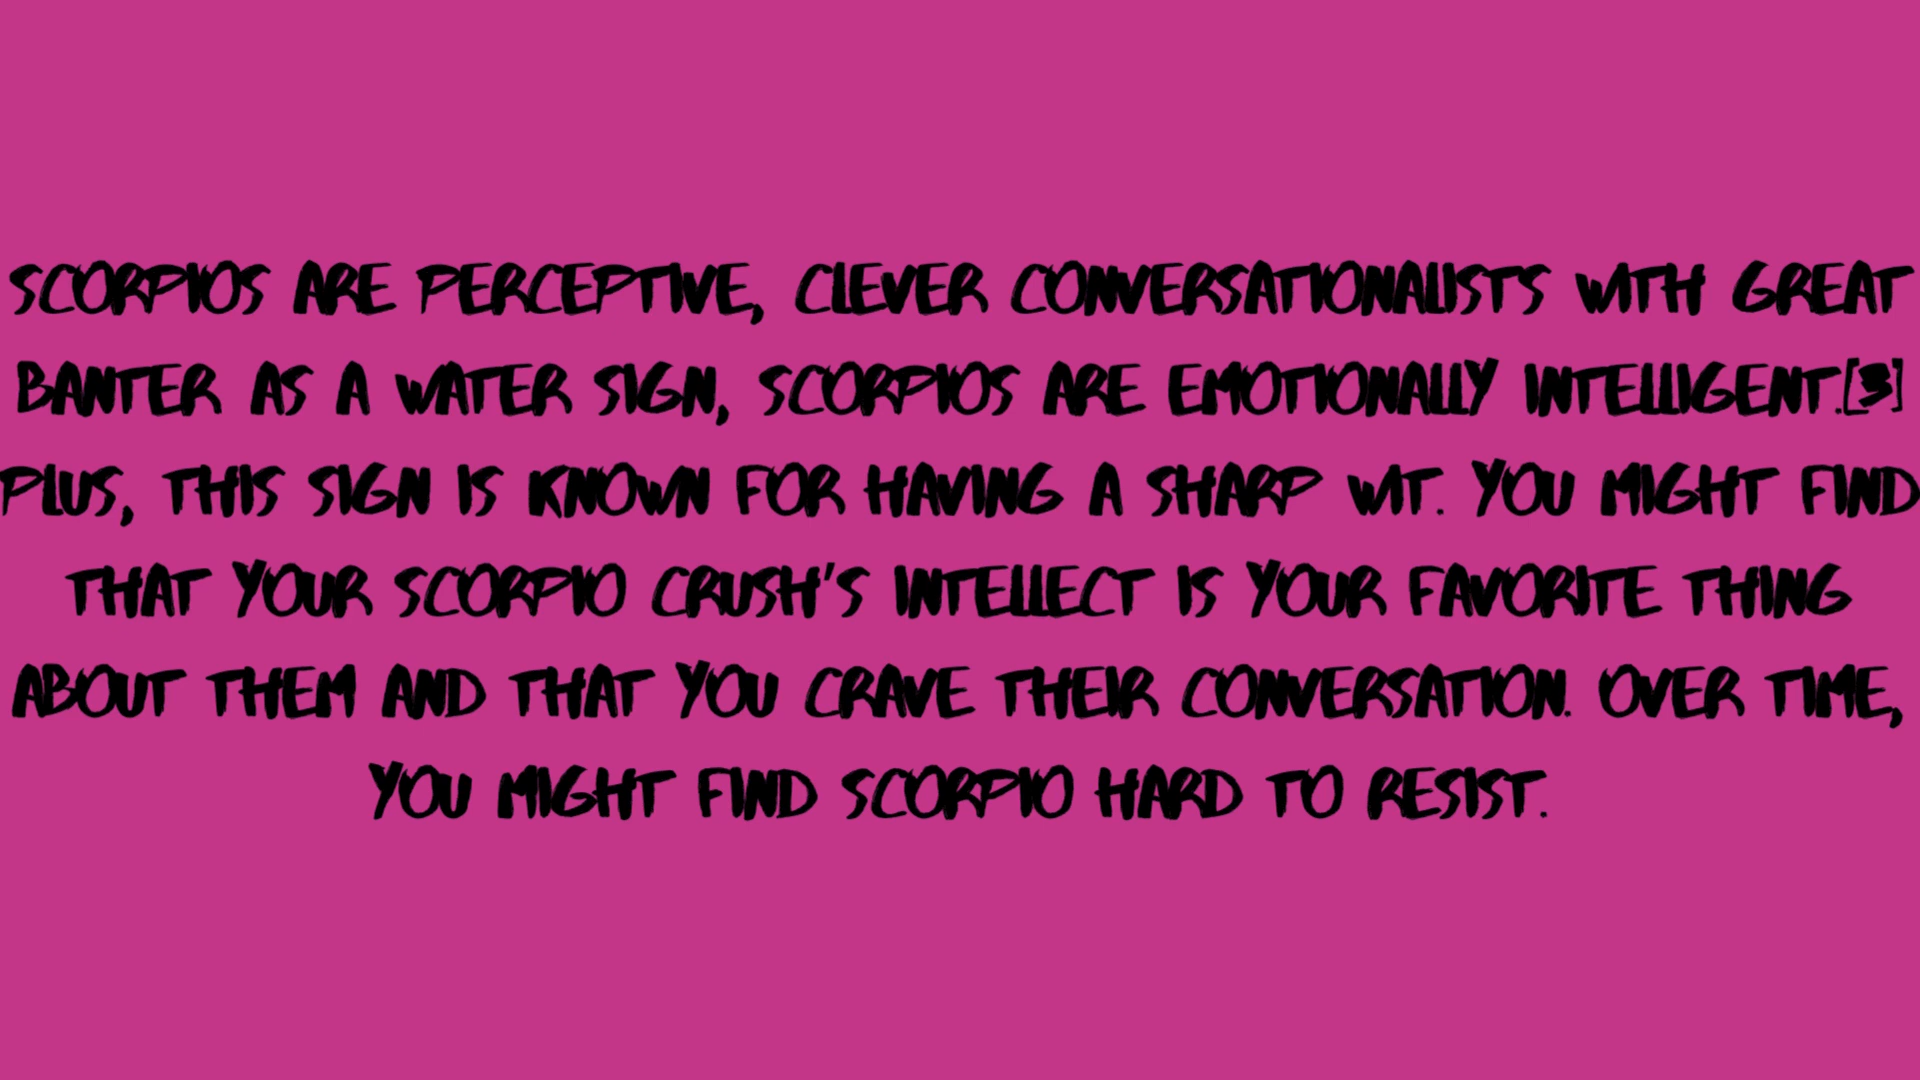 SCORPIOS ARE PERCEPTIVE, CLEVER CONVERSATIONALISTS WITH GREAT
BANTER AS A WATER SIGN, SCORPIOS ARE EMOTIONALLY INTELLIGENT.[3]
PLUS, THIS SIGN IS KNOWN FOR HAVING A SHARP WIT. YOU MIGHT FIND
THAT YOUR SCORPIO CRUSH'S INTELLECT IS YOUR FAVORITE THING
ABOUT THEM AND THAT YOU CRAVE THEIR CONVERSATION. OVER TIME,
YOU MIGHT FIND SCORPIO HARD TO RESIST.